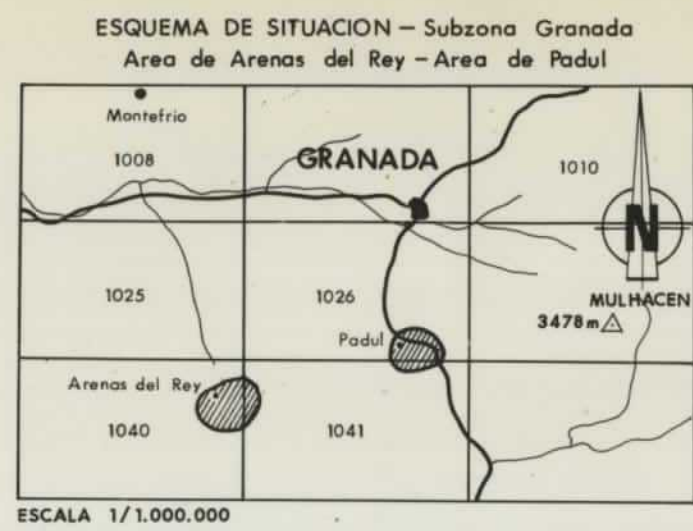 ESQUEMA DE SITUACION – Subzona Granada
Area de Arenas del Rey – Area de Padul
Montefrio
1008
GRANADA
1010
N
1025
1026
MULHACEN
3478m
Padul
Arenas del Rey
1040
1041
ESCALA 1/1.000.000